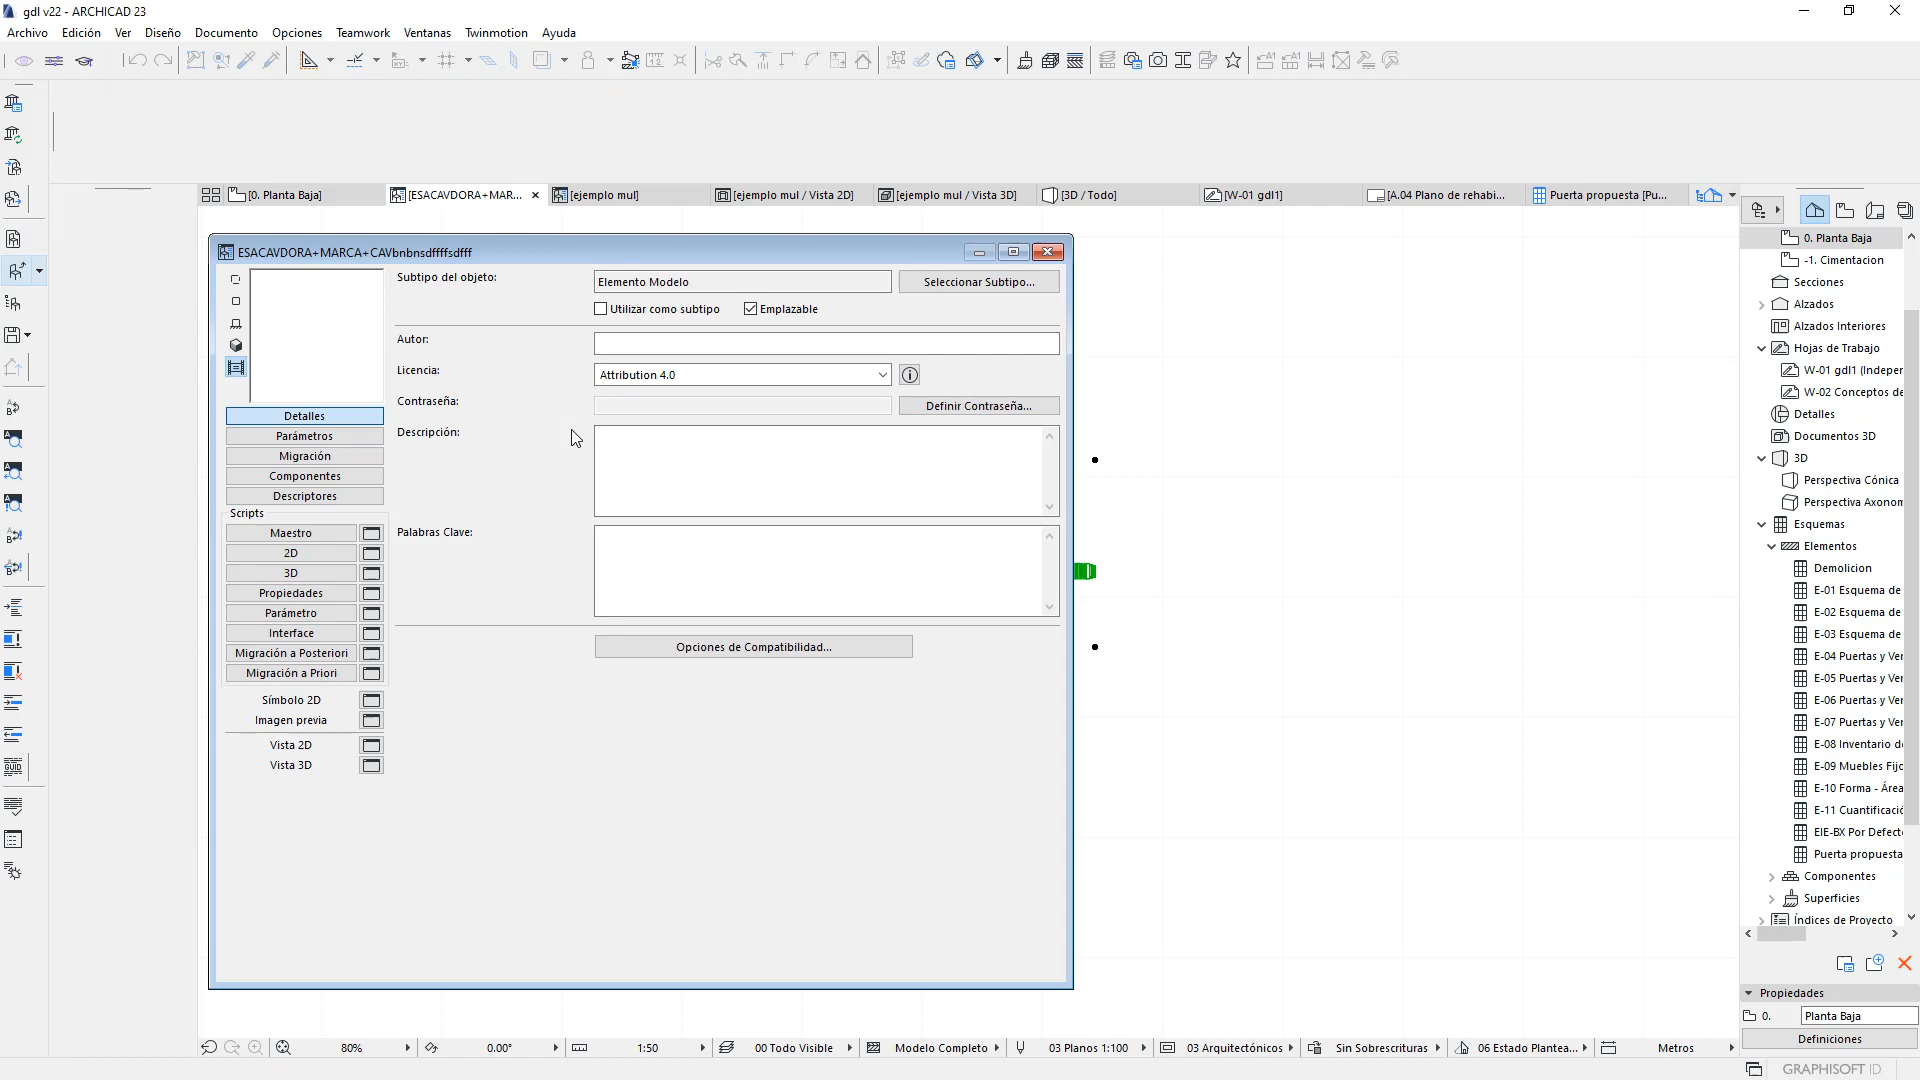 gdl v22 - ARCHICAD 23
Archivo Edición Ver Diseño Documento Opciones Teamwork Ventanas Twinmotion Ayuda
[0. Planta Baja] [ESACAVDORA+MAR... [ejemplo mul] [ejemplo mul / Vista 2D] [ejemplo mul / Vista 3D] [3D / Todo] [W-01 gdl1] [A.04 Plano de rehabi... Puerta propuesta [Pu...
ESACAVDORA+MARCA+CAVbnbnsdffffsdfff
Subtipo del objeto: Elemento Modelo Seleccionar Subtipo...
Utilizar como subtipo Emplazable
Autor:
Licencia: Attribution 4.0
Contraseña: Definir Contraseña...
Descripción:
Palabras Clave:
Opciones de Compatibilidad...
Detalles
Parámetros
Migración
Componentes
Descriptores
Scripts
Maestro
2D
3D
Propiedades
Parámetro
Interface
Migración a Posteriori
Migración a Priori
Símbolo 2D
Imagen previa
Vista 2D
Vista 3D
0. Planta Baja
-1. Cimentacion
Secciones
Alzados
Alzados Interiores
Hojas de Trabajo
W-01 gdl1 (Indeper
W-02 Conceptos de
Detalles
Documentos 3D
3D
Perspectiva Cónica
Perspectiva Axonom
Esquemas
Elementos
Demolicion
E-01 Esquema de
E-02 Esquema de
E-03 Esquema de
E-04 Puertas y Ver
E-05 Puertas y Ver
E-06 Puertas y Ver
E-07 Puertas y Ver
E-08 Inventario de
E-09 Muebles Fijo
E-10 Forma - Área
E-11 Cuantificació
EIE-BX Por Defecto
Puerta propuesta
Componentes
Superficies
Índices de Proyecto
Propiedades
0. Planta Baja
Definiciones
80% 0.00° 1:50 00 Todo Visible Modelo Completo 03 Planos 1:100 03 Arquitectónicos Sin Sobrescrituras 06 Estado Plantea... Metros
GRAPHISOFT ID
GUID